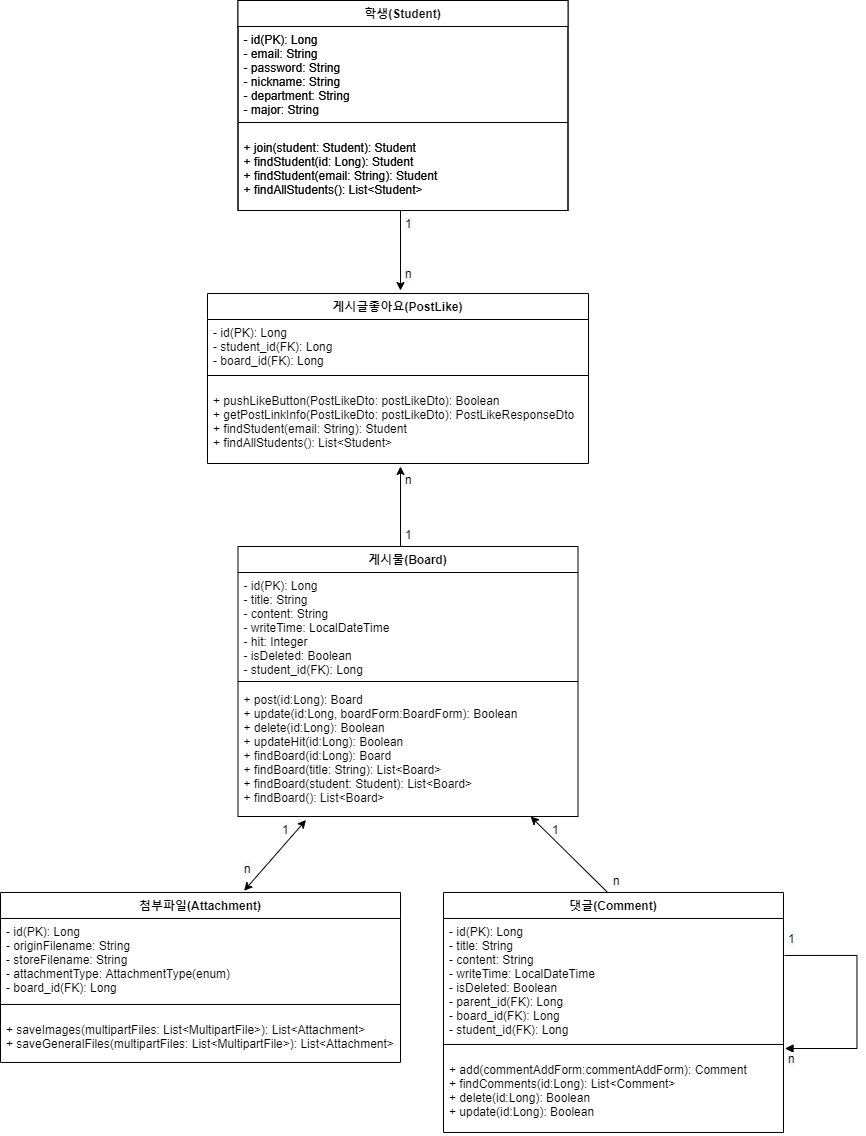 학생(Student)
- id(PK): Long
- email: String
- password: String
- nickname: String
- department: String
- major: String
+ join(student: Student): Student
+ findStudent(id: Long): Student
+ findStudent(email: String): Student
+ findAllStudents(): List<Student>
1
n
게시글좋아요(PostLike)
- id(PK): Long
- student_id(FK): Long
- board_id(FK): Long
+ pushLikeButton(PostLikeDto: postLikeDto): Boolean
+ getPostLinkInfo(PostLikeDto: postLikeDto): PostLikeResponseDto
+ findStudent(email: String): Student
+ findAllStudents(): List<Student>
n
1
게시물(Board)
- id(PK): Long
- title: String
- content: String
- writeTime: LocalDateTime
- hit: Integer
- isDeleted: Boolean
- student_id(FK): Long
+ post(id:Long): Board
+ update(id:Long, boardForm:BoardForm): Boolean
+ delete(id:Long): Boolean
+ updateHit(id:Long): Boolean
+ findBoard(id:Long): Board
+ findBoard(title: String): List<Board>
+ findBoard(student: Student): List<Board>
+ findBoard(): List<Board>
1
n
1
n
첨부파일(Attachment)
- id(PK): Long
- originFilename: String
- storeFilename: String
- attachmentType: AttachmentType(enum)
- board_id(FK): Long
+ saveImages(multipartFiles: List<MultipartFile>): List<Attachment>
+ saveGeneralFiles(multipartFiles: List<MultipartFile>): List<Attachment>
댓글(Comment)
- id(PK): Long
- title: String
- content: String
- writeTime: LocalDateTime
- isDeleted: Boolean
- parent_id(FK): Long
- board_id(FK): Long
- student_id(FK): Long
+ add(commentAddForm:commentAddForm): Comment
+ findComments(id:Long): List<Comment>
+ delete(id:Long): Boolean
+ update(id:Long): Boolean
1
n